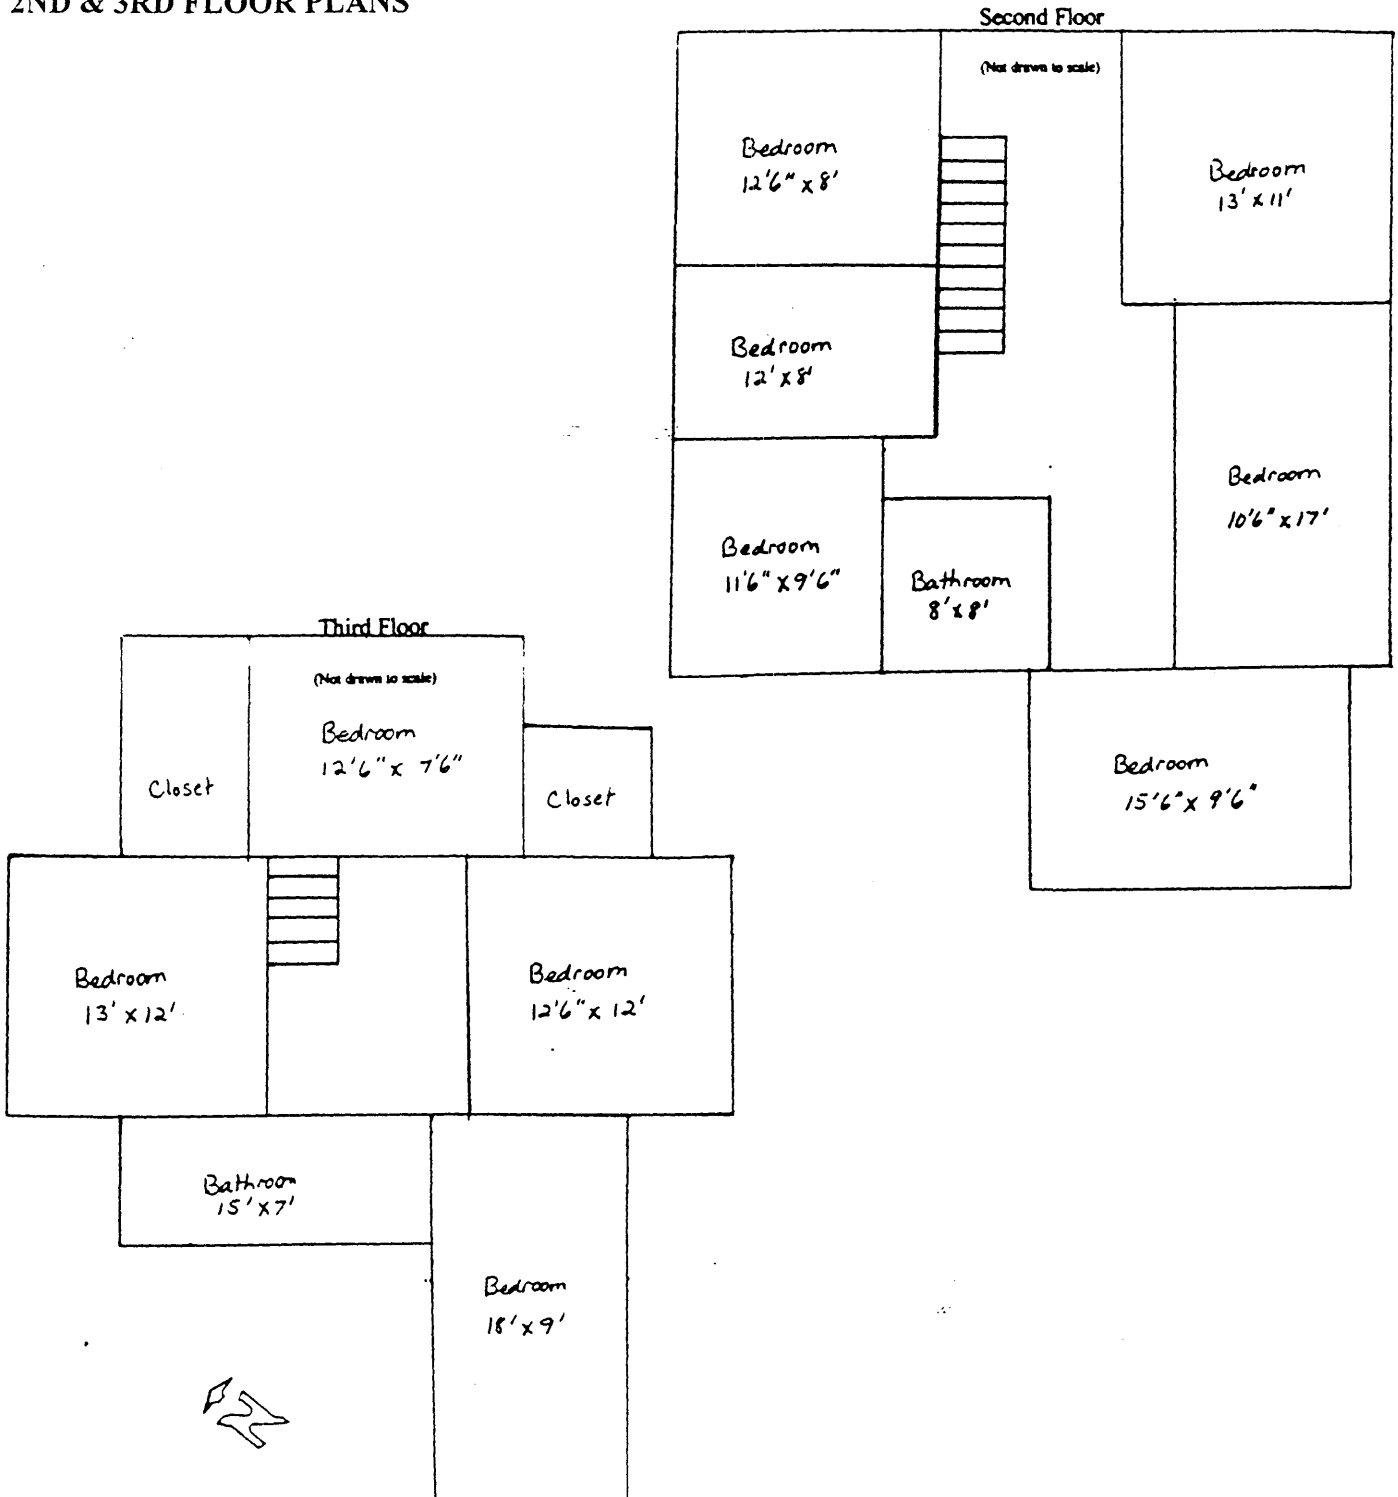 2ND & 3RD FLOOR PLANS
Second Floor
(Not drawn to scale)
Bedroom
12'6" x 8'
Bedroom
13' x 11'
Bedroom
12' x 8'
Bedroom
10'6" x 17'
Bedroom
11'6" x 9'6"
Bathroom
8' x 8'
Bedroom
15'6" x 9'6"
Third Floor
(Not drawn to scale)
Bedroom
12'6" x 7'6"
Closet
Closet
Bedroom
13' x 12'
Bedroom
12'6" x 12'
Bathroom
15' x 7'
Bedroom
18' x 9'
N